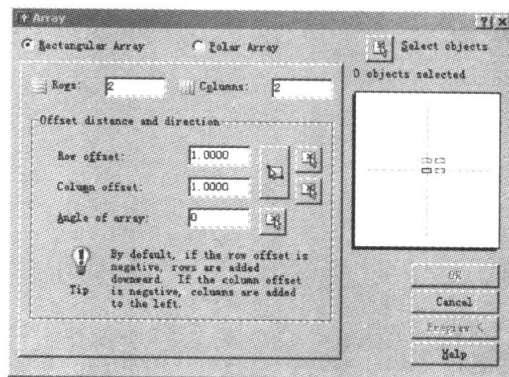 Array
Rectangular Array
Polar Array
Select objects
0 objects selected
Rows: 2
Columns: 2
Offset distance and direction
Row offset: 1.0000
Column offset: 1.0000
Angle of array: 0
Tip
By default, if the row offset is
negative, rows are added
downward. If the column offset
is negative, columns are added
to the left.
OK
Cancel
Preview <
Help